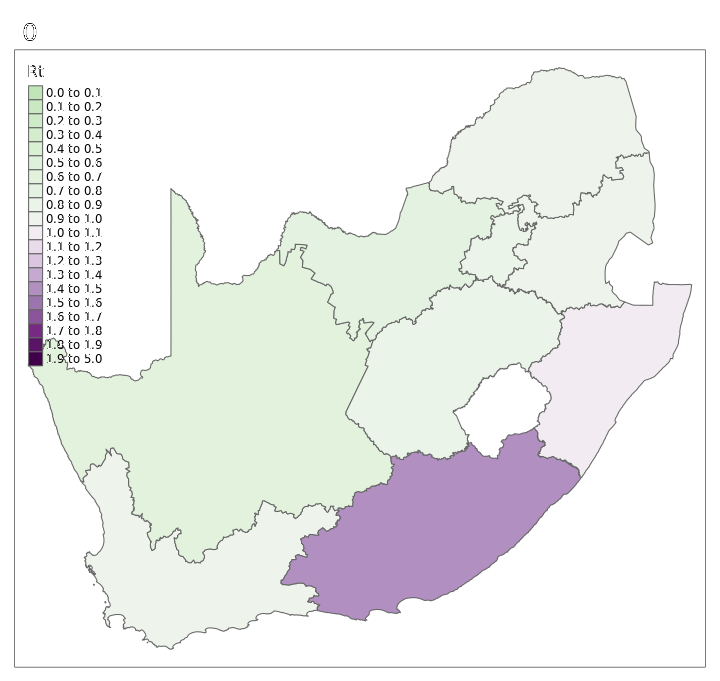 0
Rt
0.0 to 0.1
0.1 to 0.2
0.2 to 0.3
0.3 to 0.4
0.4 to 0.5
0.5 to 0.6
0.6 to 0.7
0.7 to 0.8
0.8 to 0.9
0.9 to 1.0
1.0 to 1.1
1.1 to 1.2
1.2 to 1.3
1.3 to 1.4
1.4 to 1.5
1.5 to 1.6
1.6 to 1.7
1.7 to 1.8
1.8 to 1.9
1.9 to 5.0